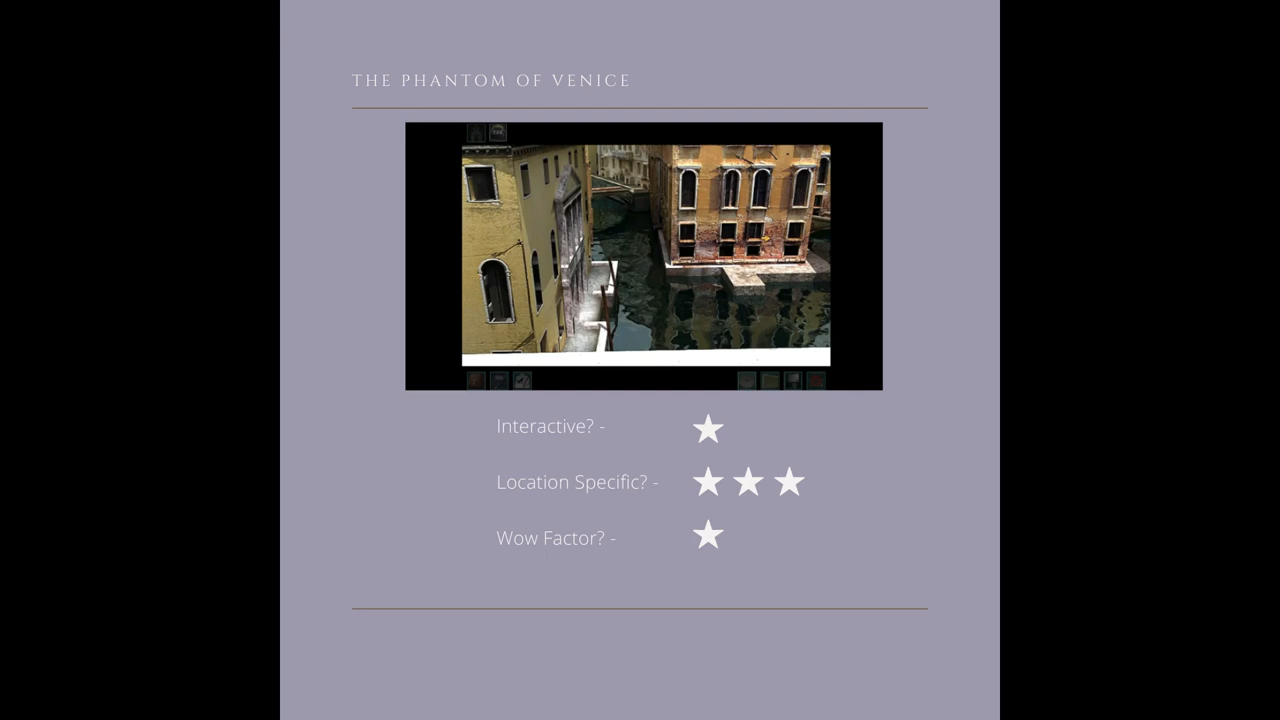 THE PHANTOM OF VENICE
Interactive? -
Location Specific? -
Wow Factor? -